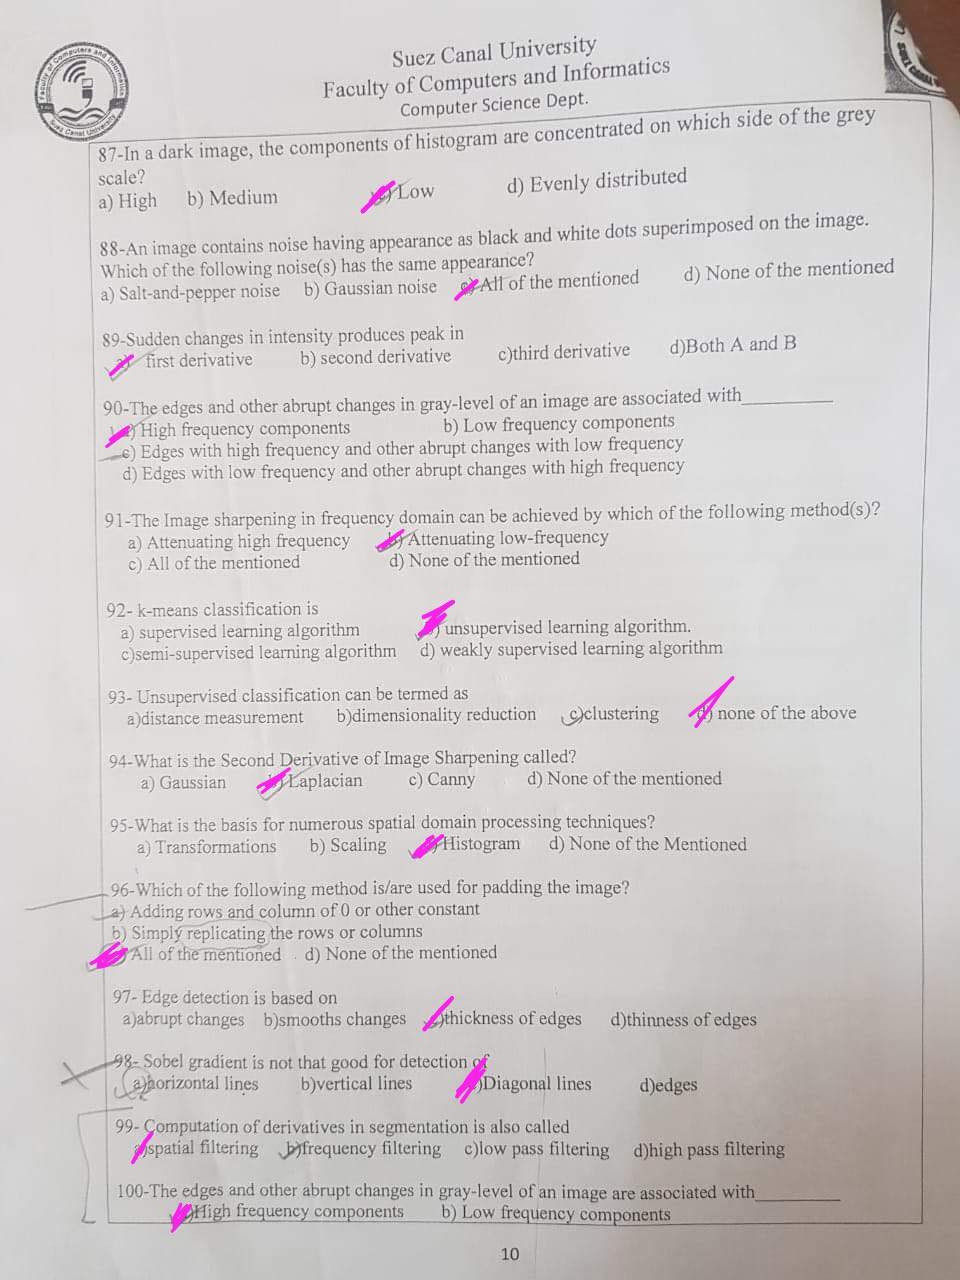 Suez Canal University
Faculty of Computers and Informatics
Computer Science Dept.
Faculty of Computers and Informatics
Suez Canal University
87-In a dark image, the components of histogram are concentrated on which side of the grey
scale?
a) High b) Medium c) Low d) Evenly distributed
88-An image contains noise having appearance as black and white dots superimposed on the image.
Which of the following noise(s) has the same appearance?
a) Salt-and-pepper noise b) Gaussian noise c) All of the mentioned d) None of the mentioned
89-Sudden changes in intensity produces peak in
a) first derivative b) second derivative c)third derivative d)Both A and B
90-The edges and other abrupt changes in gray-level of an image are associated with_________
a) High frequency components b) Low frequency components
c) Edges with high frequency and other abrupt changes with low frequency
d) Edges with low frequency and other abrupt changes with high frequency
91-The Image sharpening in frequency domain can be achieved by which of the following method(s)?
a) Attenuating high frequency b) Attenuating low-frequency
c) All of the mentioned d) None of the mentioned
92- k-means classification is
a) supervised learning algorithm b) unsupervised learning algorithm.
c)semi-supervised learning algorithm d) weakly supervised learning algorithm
93- Unsupervised classification can be termed as
a)distance measurement b)dimensionality reduction c)clustering d) none of the above
94-What is the Second Derivative of Image Sharpening called?
a) Gaussian b) Laplacian c) Canny d) None of the mentioned
95-What is the basis for numerous spatial domain processing techniques?
a) Transformations b) Scaling c) Histogram d) None of the Mentioned
96-Which of the following method is/are used for padding the image?
a) Adding rows and column of 0 or other constant
b) Simply replicating the rows or columns
c) All of the mentioned d) None of the mentioned
97- Edge detection is based on
a)abrupt changes b)smooths changes c)thickness of edges d)thinness of edges
98- Sobel gradient is not that good for detection of
a)horizontal lines b)vertical lines c)Diagonal lines d)edges
99- Computation of derivatives in segmentation is also called
a)spatial filtering b)frequency filtering c)low pass filtering d)high pass filtering
100-The edges and other abrupt changes in gray-level of an image are associated with_________
a)High frequency components b) Low frequency components
10